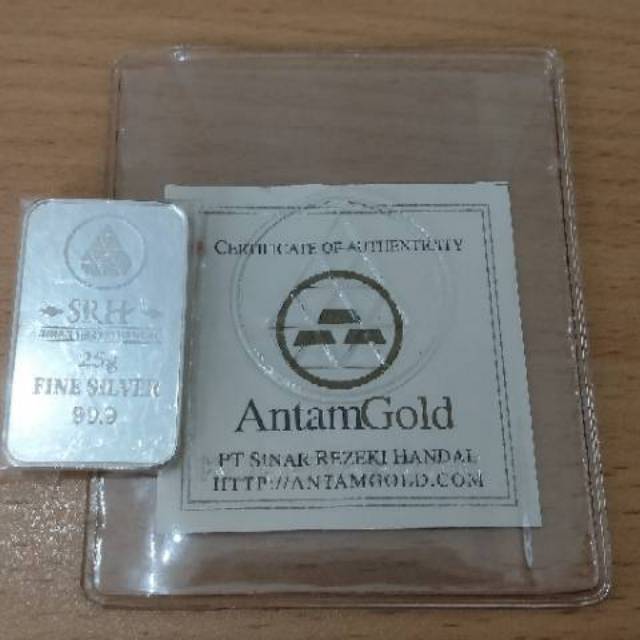 SRH
25g
FINE SILVER
99.9
CERTIFICATE OF AUTHENTICITY
AntamGold
PT SINAR REZEKI HANDAL
HTTP://ANTAMGOLD.COM